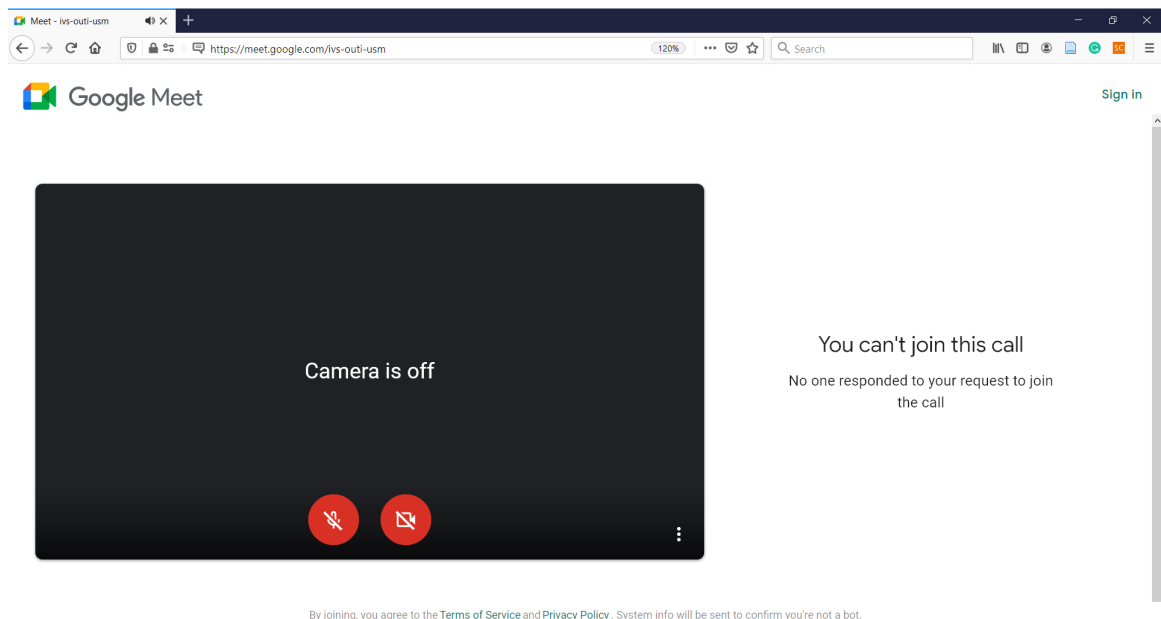 Meet - ivs-outi-usm
https://meet.google.com/ivs-outi-usm
120%
Search
SC
Google Meet
Sign in
Camera is off
You can't join this call
No one responded to your request to join
the call
By joining, you agree to the Terms of Service and Privacy Policy. System info will be sent to confirm you're not a bot.